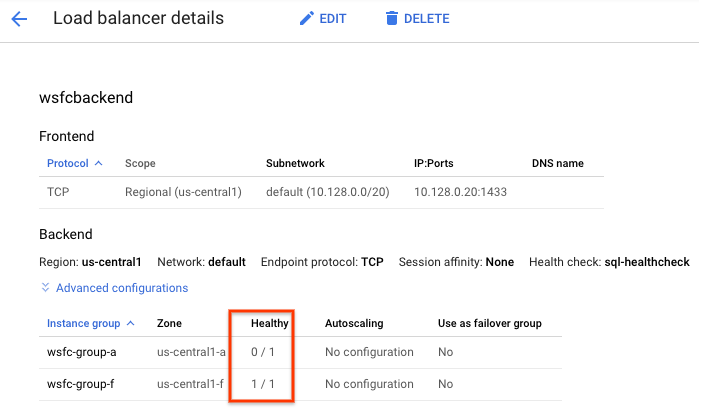 Load balancer details EDIT DELETE
wsfcbackend
Frontend
Protocol Scope Subnetwork IP:Ports DNS name
TCP Regional (us-central1) default (10.128.0.0/20) 10.128.0.20:1433
Backend
Region: us-central1 Network: default Endpoint protocol: TCP Session affinity: None Health check: sql-healthcheck
Advanced configurations
Instance group Zone Healthy Autoscaling Use as failover group
wsfc-group-a us-central1-a 0 / 1 No configuration No
wsfc-group-f us-central1-f 1 / 1 No configuration No